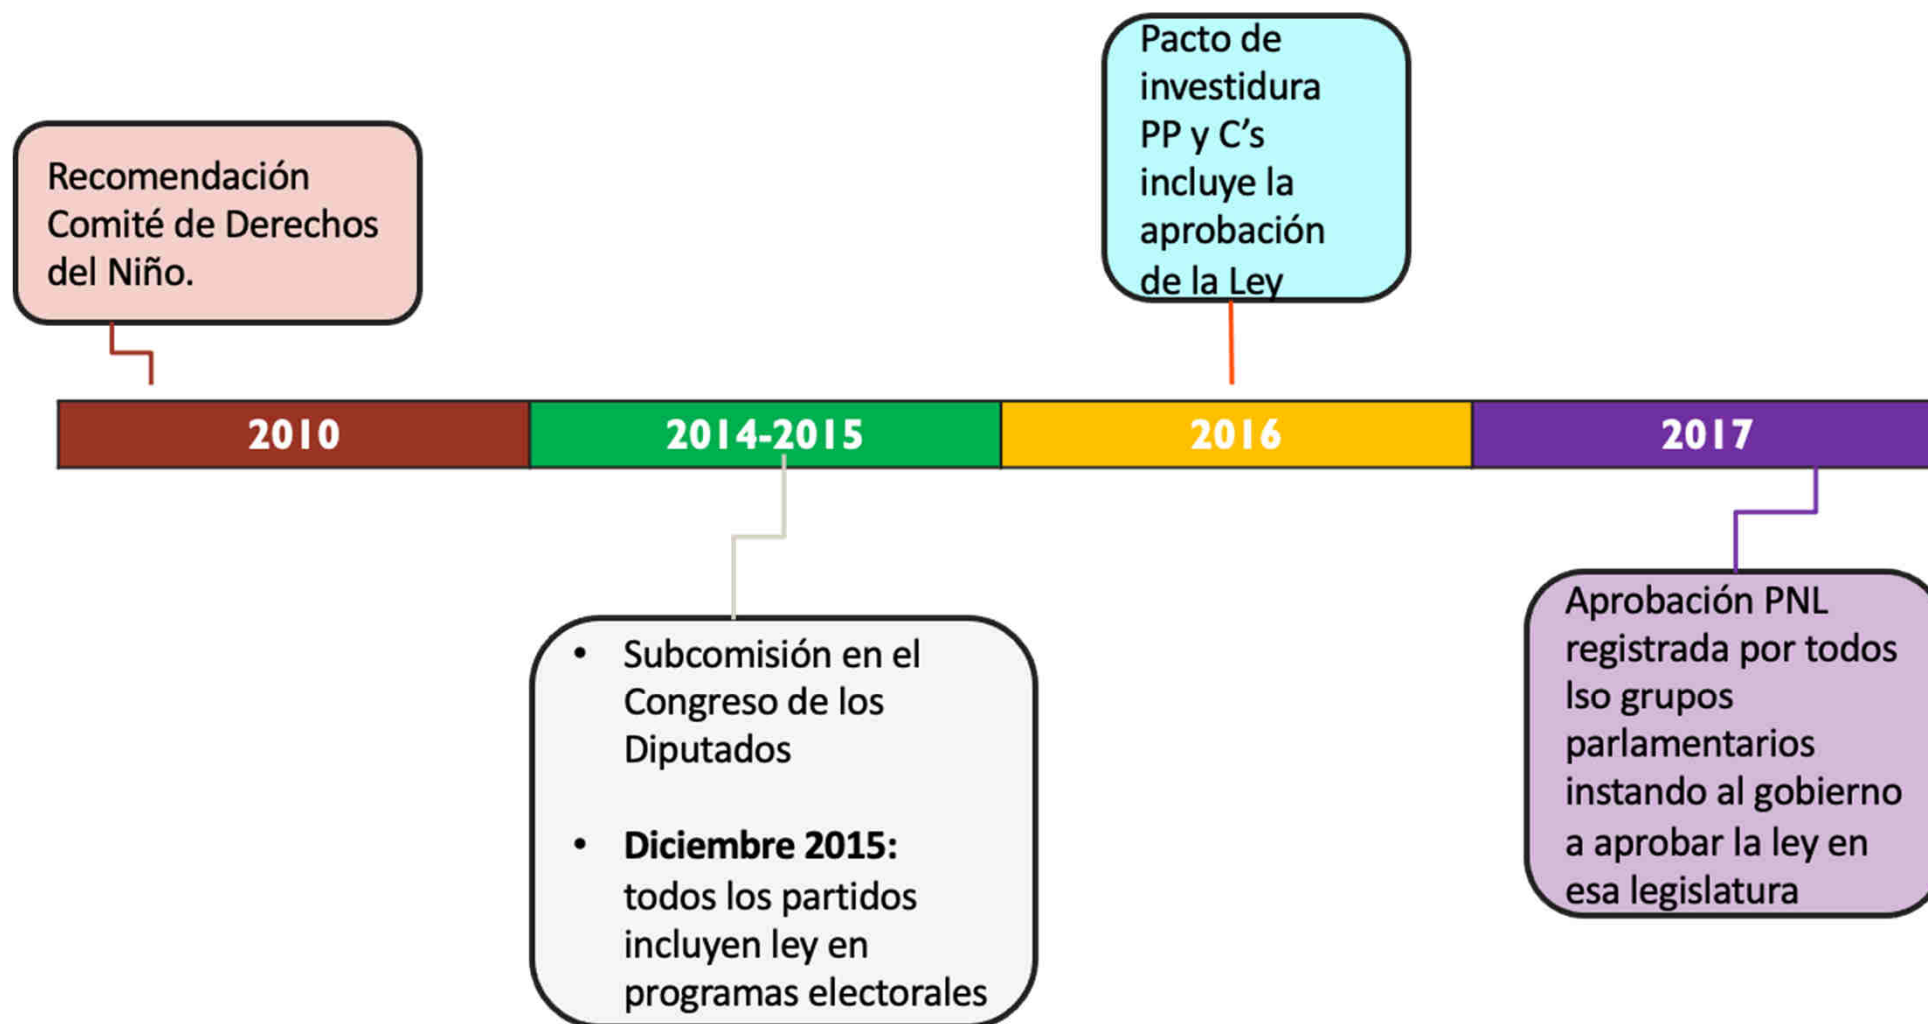 Pacto de
investidura
PP y C’s
incluye la
aprobación
de la Ley
Recomendación
Comité de Derechos
del Niño.
2010
2014-2015
2016
2017
• Subcomisión en el
Congreso de los
Diputados
• Diciembre 2015:
todos los partidos
incluyen ley en
programas electorales
Aprobación PNL
registrada por todos
lso grupos
parlamentarios
instando al gobierno
a aprobar la ley en
esa legislatura